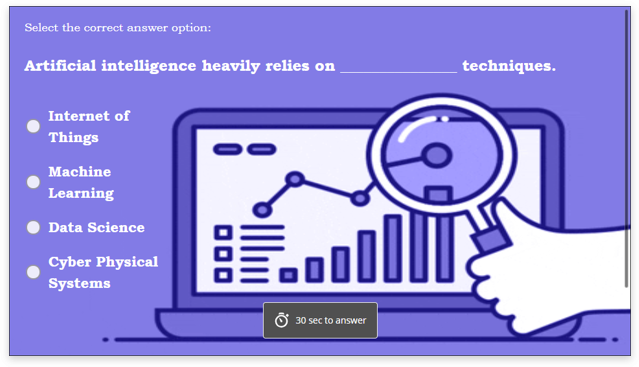 Select the correct answer option:
Artificial intelligence heavily relies on ________________ techniques.
Internet of
Things
Machine
Learning
Data Science
Cyber Physical
Systems
30 sec to answer